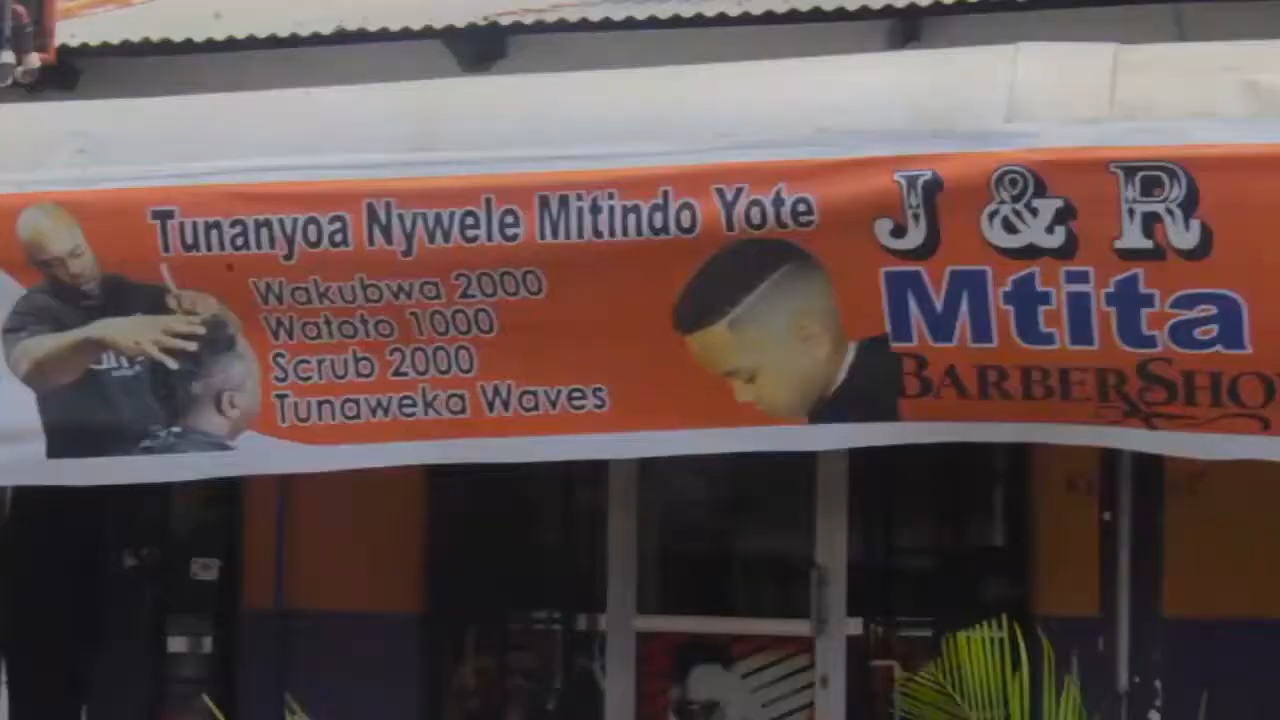 Tunanyoa Nywele Mitindo Yote
Wakubwa 2000
Watoto 1000
Scrub 2000
Tunaweka Waves
J & R
Mtita
BARBERSHO